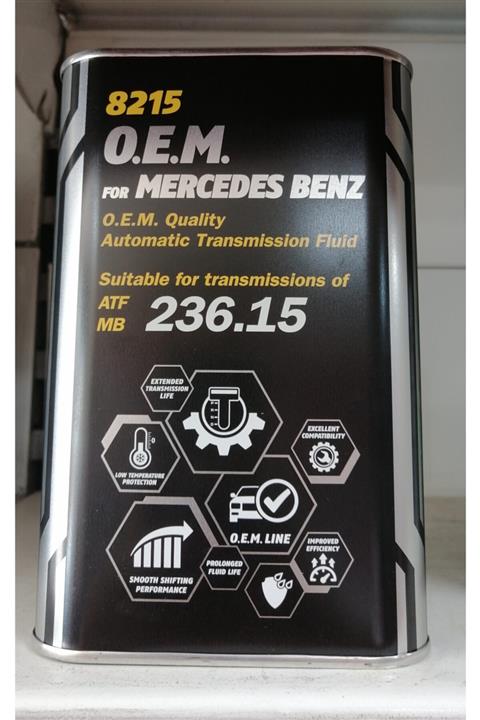 8215
O.E.M.
FOR MERCEDES BENZ
O.E.M. Quality
Automatic Transmission Fluid
Suitable for transmissions of
ATF
MB 236.15
EXTENDED
TRANSMISSION
LIFE
EXCELLENT
COMPATIBILITY
LOW TEMPERATURE
PROTECTION
O.E.M. LINE
IMPROVED
EFFICIENCY
PROLONGED
FLUID LIFE
SMOOTH SHIFTING
PERFORMANCE